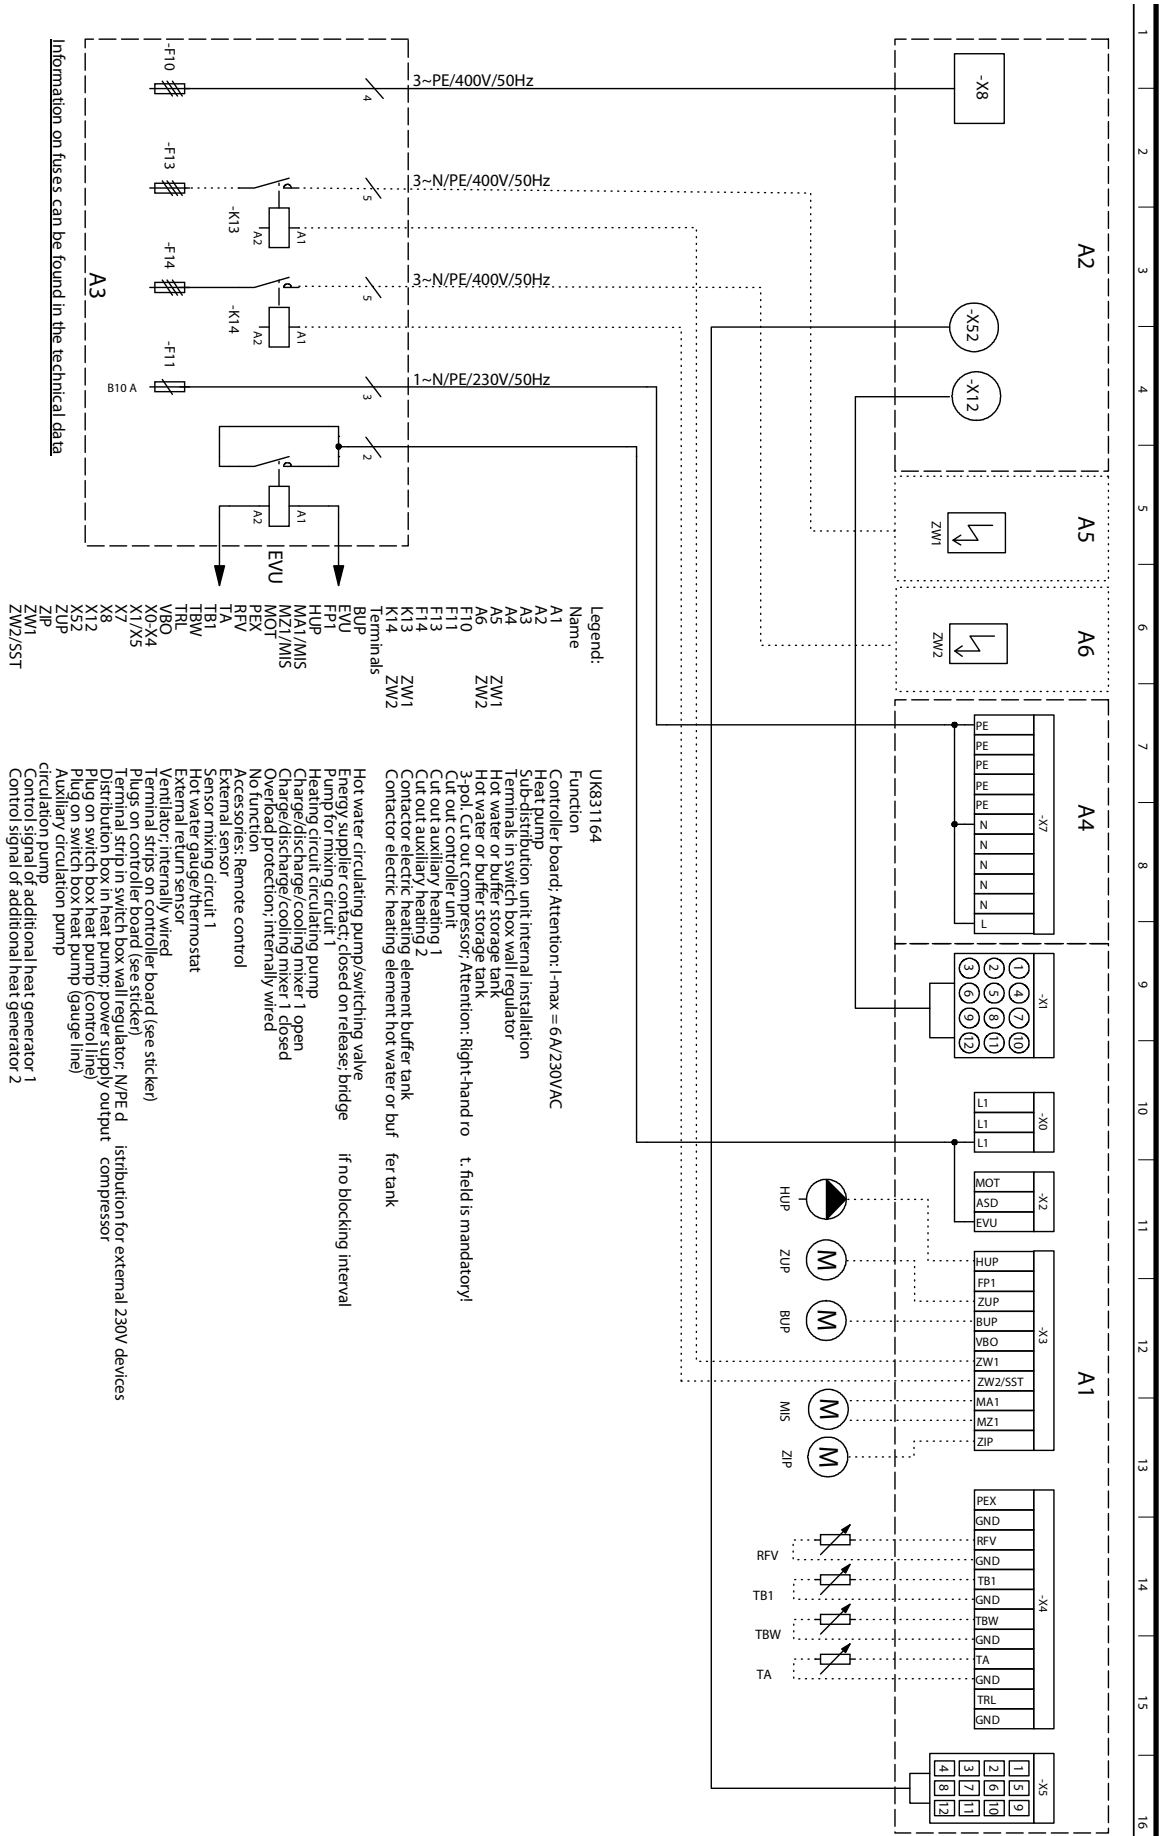 1
2
3
4
5
6
7
8
9
10
11
12
13
14
15
16
A2
-X8
-X52
-X12
A5
ZW1
A6
ZW2
A4
-X7
PE
PE
PE
PE
PE
N
N
N
N
N
L
A1
-X1
1 4 7 10
2 5 8 11
3 6 9 12
-X0
L1
L1
L1
-X2
MOT
ASD
EVU
-X3
HUP
FP1
ZUP
BUP
VBO
ZW1
ZW2/SST
MA1
MZ1
ZIP
HUP
M
ZUP
M
BUP
M
MIS
M
ZIP
-X4
PEX
GND
RFV
GND
TB1
GND
TBW
GND
TA
GND
TRL
GND
RFV
TB1
TBW
TA
-X5
1 5 9
2 6 10
3 7 11
4 8 12
A3
-F10
4
3~PE/400V/50Hz
-F13
5
3~N/PE/400V/50Hz
-K13
A2
A1
-F14
5
3~N/PE/400V/50Hz
-K14
A2
A1
-F11
B10 A
3
1~N/PE/230V/50Hz
2
A2
A1
EVU
Information on fuses can be found in the technical data
Legend: UK831164
Name Function
A1 Controller board; Attention: I-max = 6A/230VAC
A2 Heat pump
A3 Sub-distribution unit internal installation
A4 Terminals in switch box wall regulator
A5 ZW1 Hot water or buffer storage tank
A6 ZW2 Hot water or buffer storage tank
F10 3-pol. Cut out compressor; Attention: Right-hand ro t. field is mandatory!
F11 Cut out controller unit
F13 Cut out auxiliary heating 1
F14 Cut out auxiliary heating 2
K13 ZW1 Contactor electric heating element buffer tank
K14 ZW2 Contactor electric heating element hot water or buf fer tank
Terminals
BUP Hot water circulating pump/switching valve
EVU Energy supplier contact; closed on release; bridge if no blocking interval
FP1 Pump for mixing circuit 1
HUP Heating circuit circulating pump
MA1/MIS Charge/discharge/cooling mixer 1 open
MZ1/MIS Charge/discharge/cooling mixer 1 closed
MOT Overload protection; internally wired
PEX No function
RFV Accessories: Remote control
TA External sensor
TB1 Sensor mixing circuit 1
TBW Hot water gauge/thermostat
TRL External return sensor
VBO Ventilator; internally wired
X0-X4 Terminal strips on controller board (see sticker)
X1/X5 Plugs on controller board (see sticker)
X7 Terminal strip in switch box wall regulator; N/PE d istribution for external 230V devices
X8 Distribution box in heat pump; power supply output compressor
X12 Plug on switch box heat pump (control line)
X52 Plug on switch box heat pump (gauge line)
ZUP Auxiliary circulation pump
ZIP circulation pump
ZW1 Control signal of additional heat generator 1
ZW2/SST Control signal of additional heat generator 2